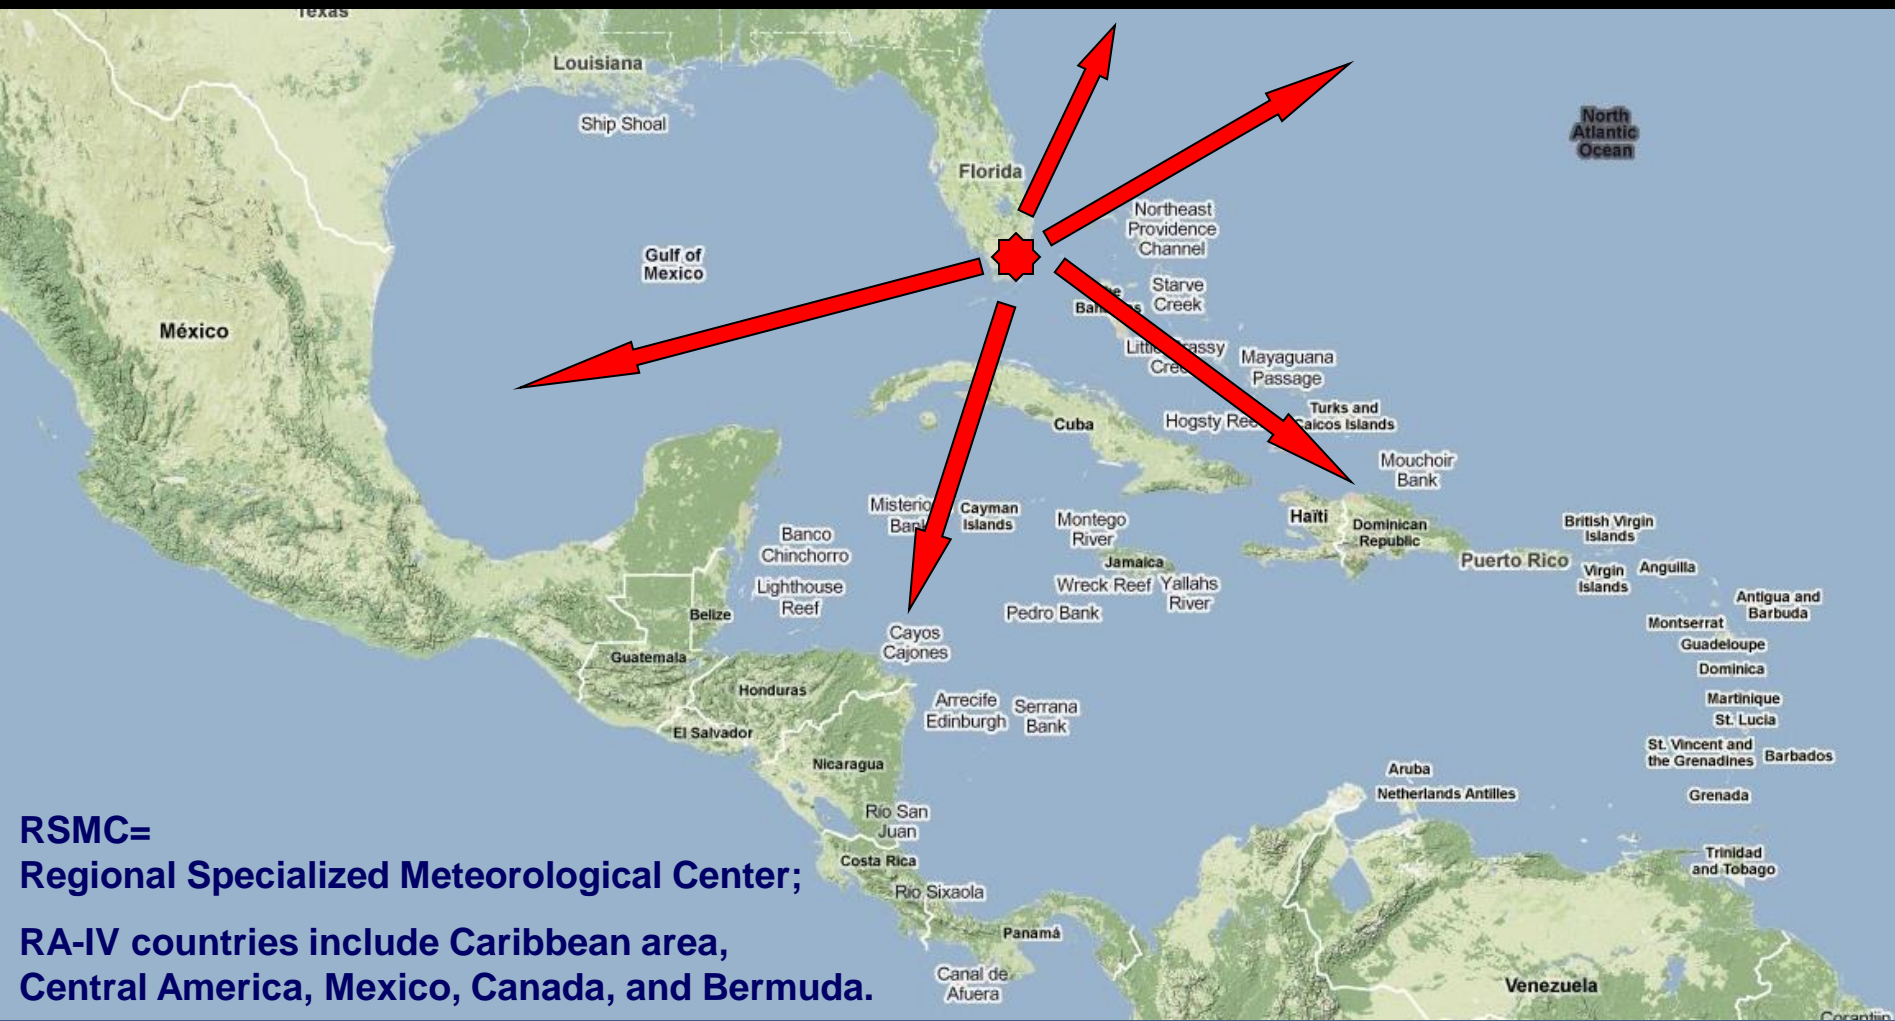 Texas
Louisiana
Ship Shoal
North
Atlantic
Ocean
Florida
Northeast
Providence
Channel
Gulf of
Mexico
Starve
Creek
México
Mayaguana
Passage
Turks and
Caicos Islands
Cuba
Hogsty
Mouchoir
Bank
Cayman
Islands
Montego
River
Haïti
Dominican
Republic
British Virgin
Islands
Banco
Chinchorro
Jamaica
Puerto Rico
Virgin
Islands
Anguilla
Lighthouse
Reef
Wreck Reef
Yallahs
River
Antigua and
Barbuda
Belize
Pedro Bank
Montserrat
Cayos
Cajones
Guadeloupe
Guatemala
Dominica
Honduras
Arrecife
Edinburgh
Serrana
Bank
Martinique
St. Lucia
El Salvador
St. Vincent and
the Grenadines
Barbados
Nicaragua
Aruba
Netherlands Antilles
Grenada
Río San
Juan
RSMC=
Regional Specialized Meteorological Center;
Costa Rica
Río Sixaola
Trinidad
and Tobago
RA-IV countries include Caribbean area,
Central America, Mexico, Canada, and Bermuda.
Panamá
Canal de
Afuera
Venezuela